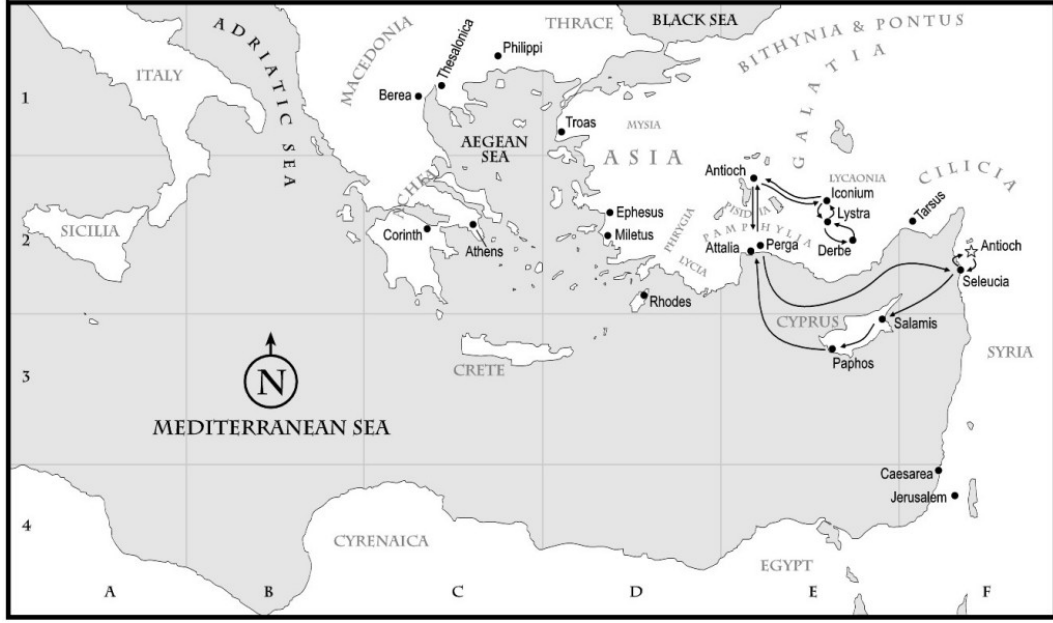 BLACK SEA
THRACE
BITHYNIA & PONTUS
ADRIATIC SEA
MACEDONIA
Thesalonica
Philippi
ITALY
GALATIA
Berea
1
Troas
MYSIA
AEGEAN
SEA
ASIA
Antioch
LYCAONIA
CILICIA
ACHEA
Iconium
PISIDIA
Lystra
Tarsus
Ephesus
PHRYGIA
PAMPHYLIA
SICILIA
Corinth
Miletus
2
Athens
Attalia
Perga
Derbe
Antioch
LYCIA
Seleucia
Rhodes
CYPRUS
Salamis
SYRIA
Paphos
CRETE
3
N
MEDITERRANEAN SEA
Caesarea
Jerusalem
4
CYRENAICA
EGYPT
A
B
C
D
E
F